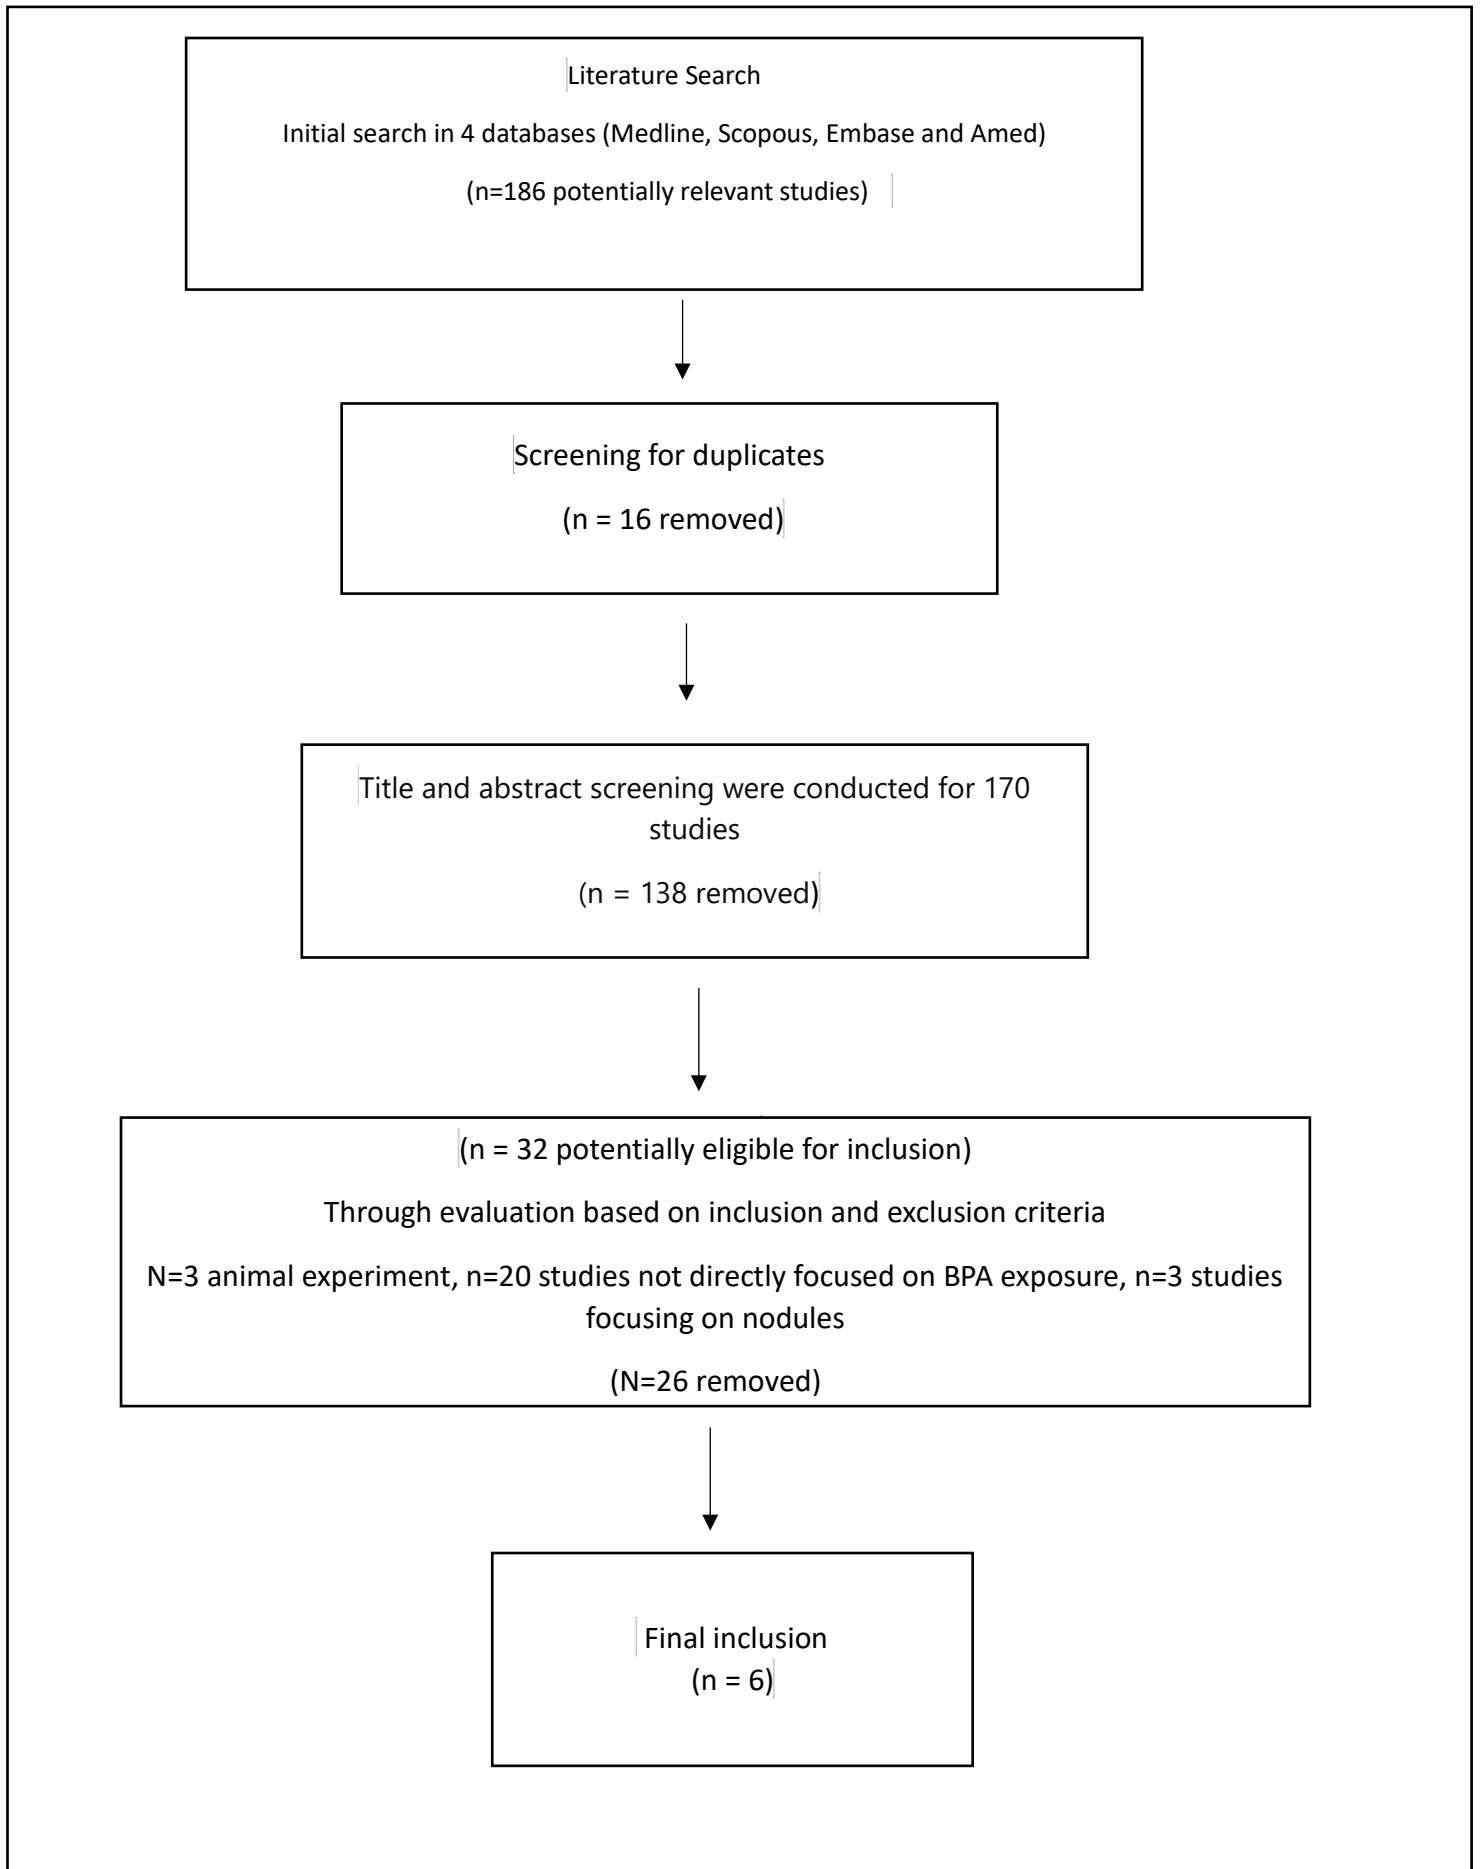 Literature Search
Initial search in 4 databases (Medline, Scopous, Embase and Amed)
(n=186 potentially relevant studies)
Screening for duplicates
(n = 16 removed)
Title and abstract screening were conducted for 170
studies
(n = 138 removed)
(n = 32 potentially eligible for inclusion)
Through evaluation based on inclusion and exclusion criteria
N=3 animal experiment, n=20 studies not directly focused on BPA exposure, n=3 studies
focusing on nodules
(N=26 removed)
Final inclusion
(n = 6)